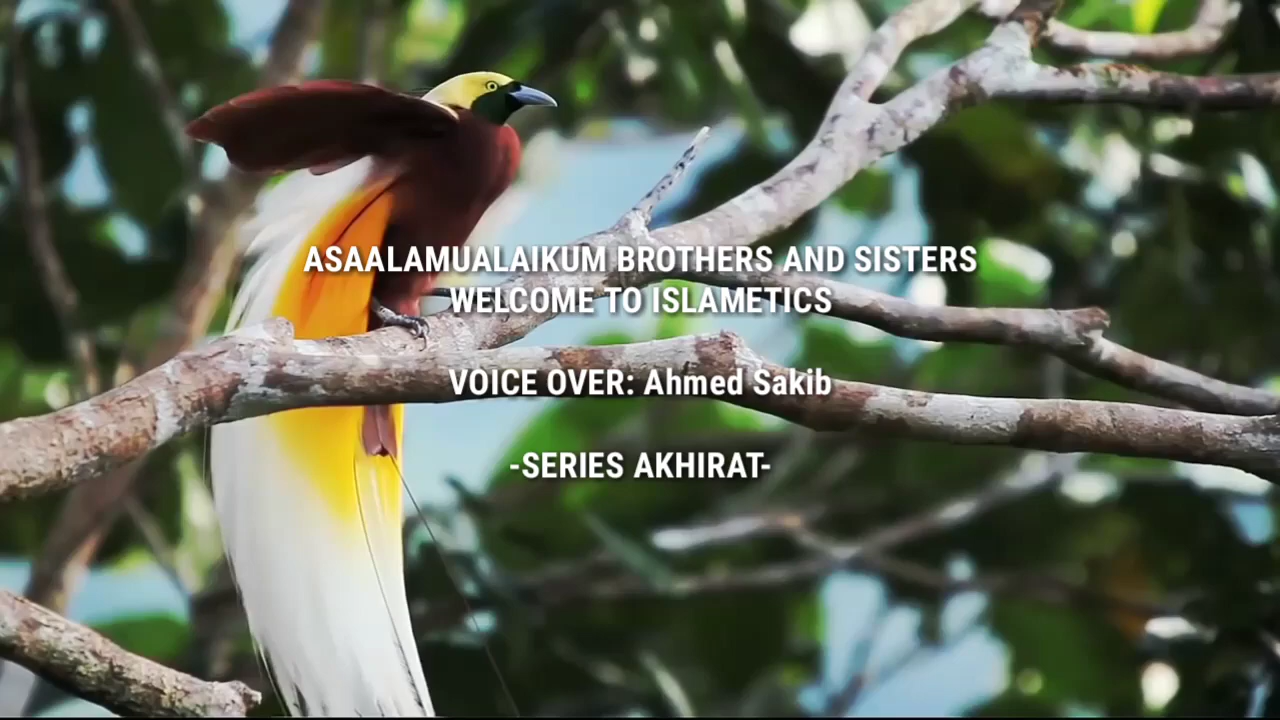 ASAALAMUALAIKUM BROTHERS AND SISTERS
WELCOME TO ISLAMETICS
VOICE OVER: Ahmed Sakib
-SERIES AKHIRAT-